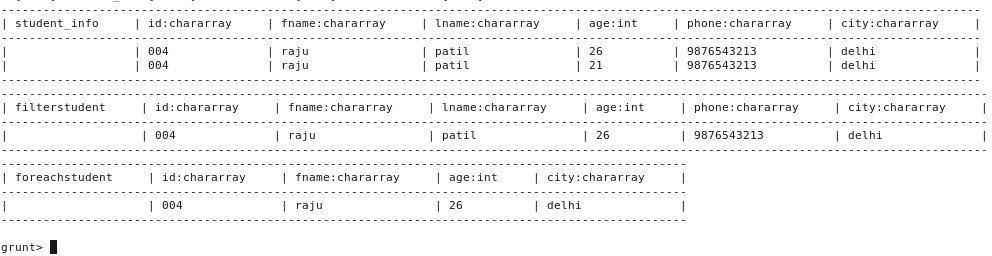 | student_info | id:chararray | fname:chararray | lname:chararray | age:int | phone:chararray | city:chararray |
| | 004 | raju | patil | 26 | 9876543213 | delhi |
| | 004 | raju | patil | 21 | 9876543213 | delhi |
| filterstudent | id:chararray | fname:chararray | lname:chararray | age:int | phone:chararray | city:chararray |
| | 004 | raju | patil | 26 | 9876543213 | delhi |
| foreachstudent | id:chararray | fname:chararray | age:int | city:chararray |
| | 004 | raju | 26 | delhi |
grunt>